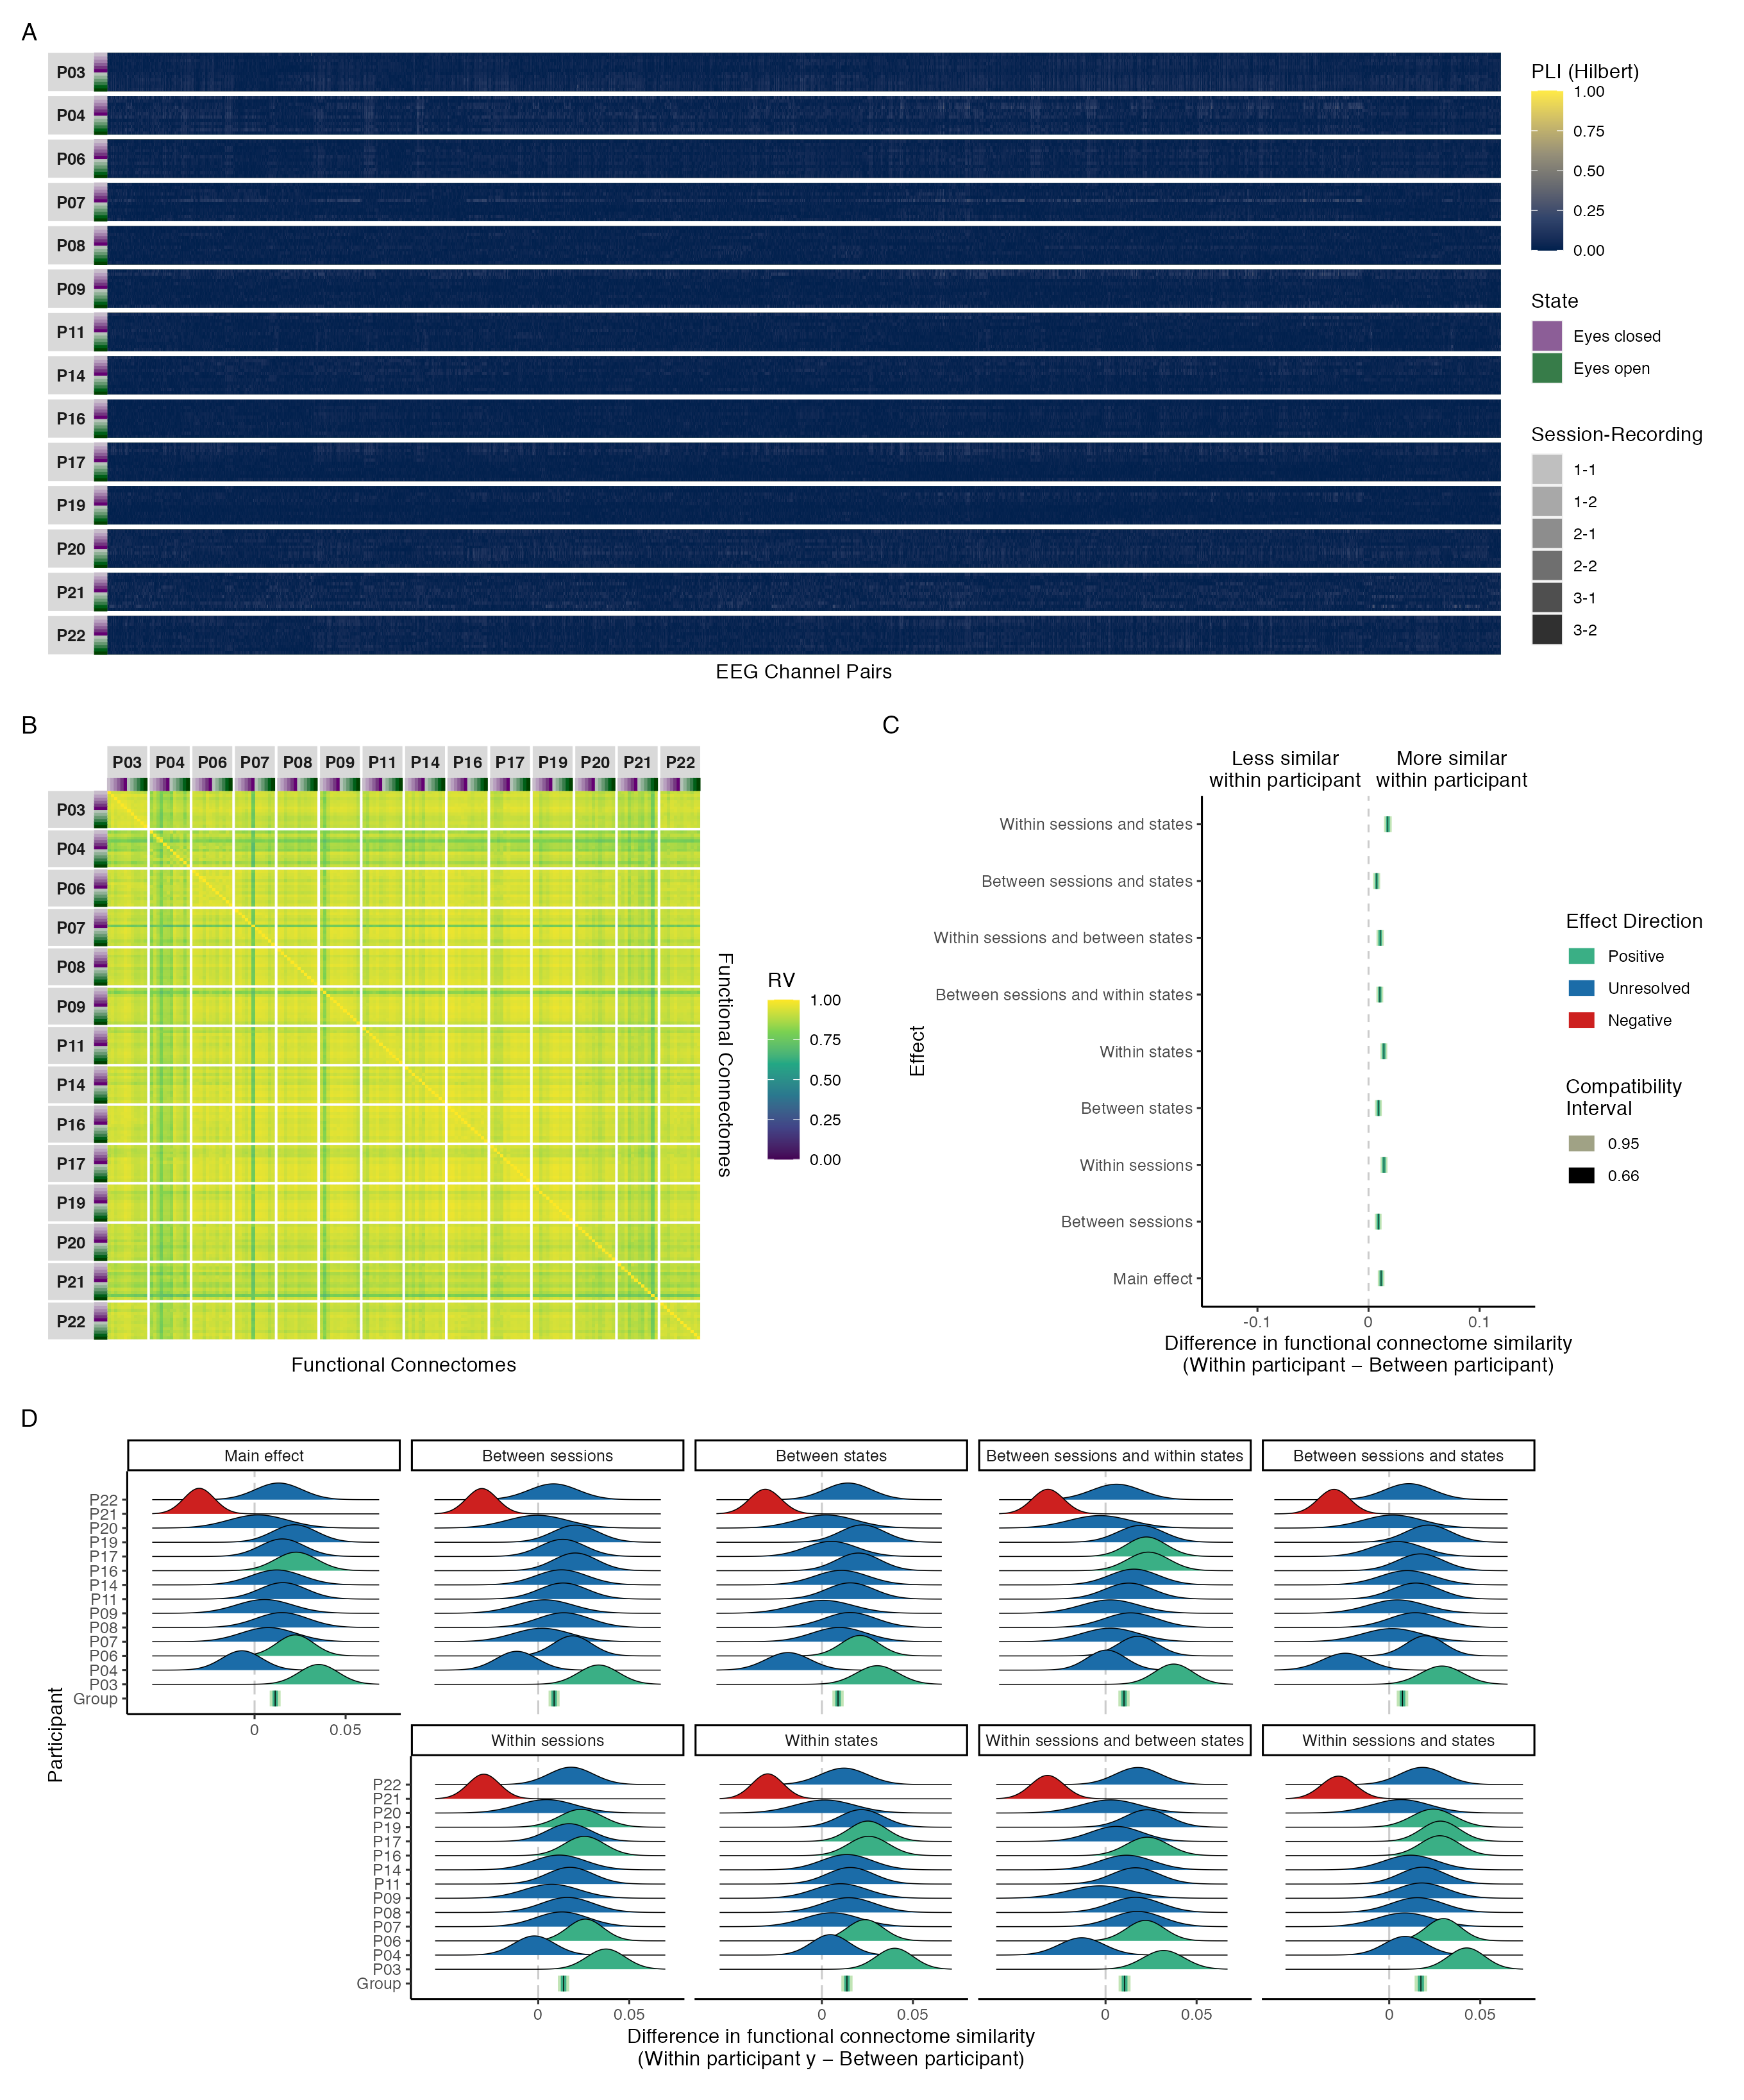 A
P03
P04
P06
P07
P08
P09
P11
P14
P16
P17
P19
P20
P21
P22
EEG Channel Pairs
PLI (Hilbert)
1.00
0.75
0.50
0.25
0.00
State
Eyes closed
Eyes open
Session-Recording
1-1
1-2
2-1
2-2
3-1
3-2
B
P03 P04 P06 P07 P08 P09 P11 P14 P16 P17 P19 P20 P21 P22
P03
P04
P06
P07
P08
P09
P11
P14
P16
P17
P19
P20
P21
P22
Functional Connectomes
Functional Connectomes
RV
1.00
0.75
0.50
0.25
0.00
C
Less similar
within participant
More similar
within participant
Effect
Within sessions and states
Between sessions and states
Within sessions and between states
Between sessions and within states
Within states
Between states
Within sessions
Between sessions
Main effect
-0.1 0 0.1
Difference in functional connectome similarity
(Within participant – Between participant)
Effect Direction
Positive
Unresolved
Negative
Compatibility
Interval
0.95
0.66
D
Main effect
Between sessions
Between states
Between sessions and within states
Between sessions and states
Participant
P22
P21
P20
P19
P17
P16
P14
P11
P09
P08
P07
P06
P04
P03
Group
0 0.05
Within sessions
Within states
Within sessions and between states
Within sessions and states
P22
P21
P20
P19
P17
P16
P14
P11
P09
P08
P07
P06
P04
P03
Group
0 0.05
0 0.05
0 0.05
0 0.05
Difference in functional connectome similarity
(Within participant y – Between participant)